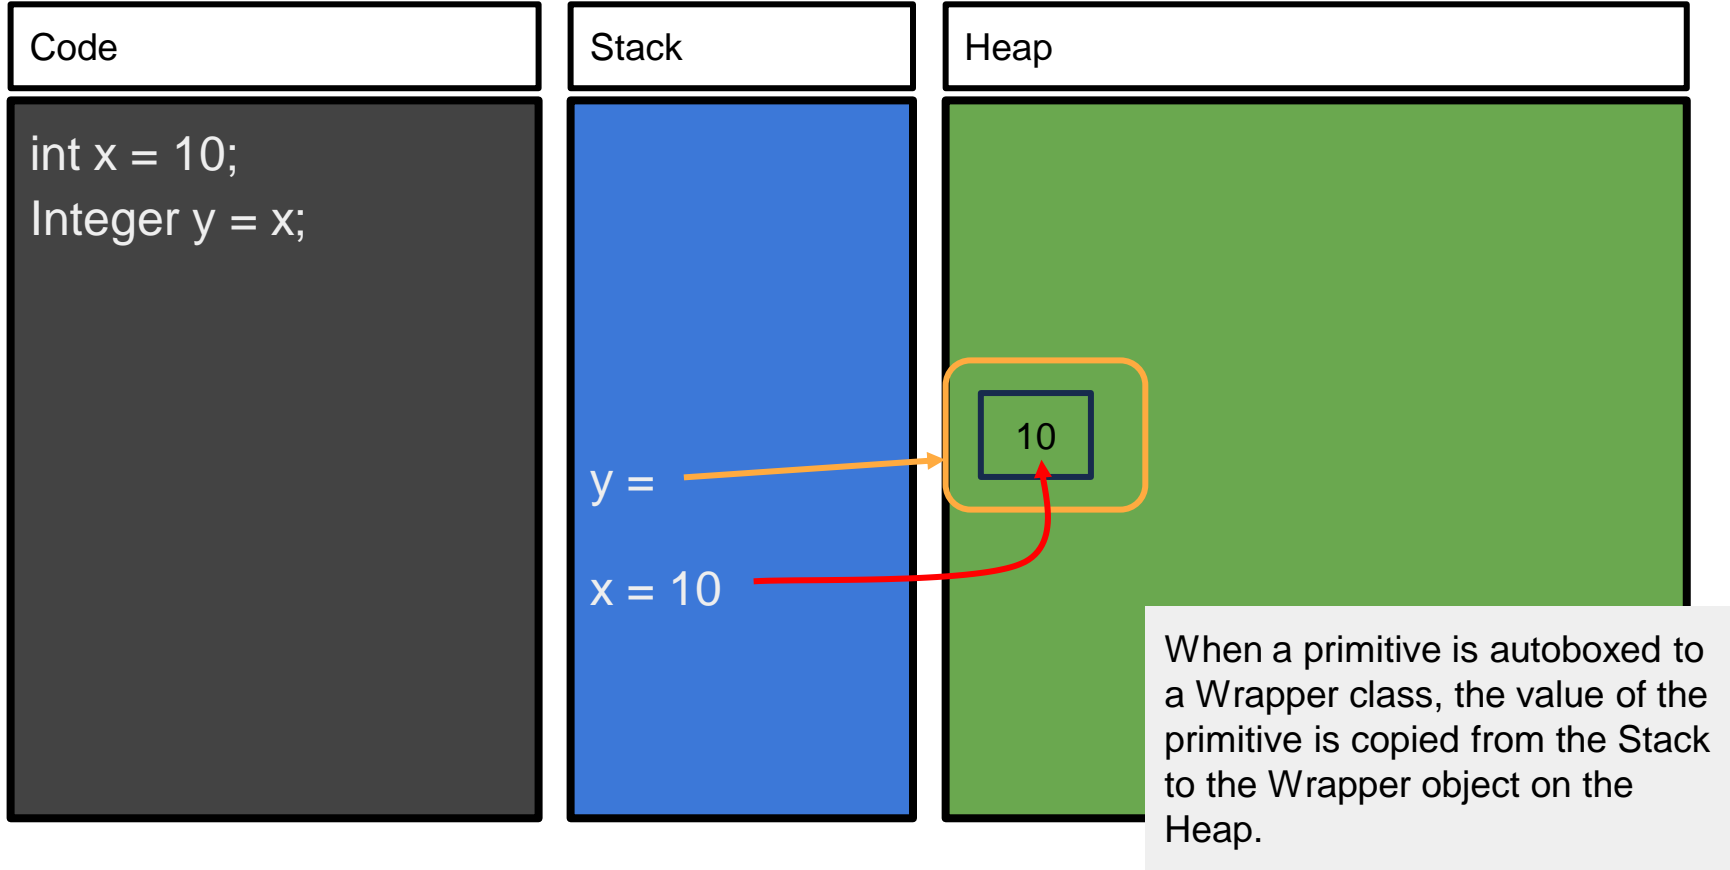 Code
Stack
Heap
int x = 10;
Integer y = x;
10
y =
x = 10
When a primitive is autoboxed to
a Wrapper class, the value of the
primitive is copied from the Stack
to the Wrapper object on the
Heap.